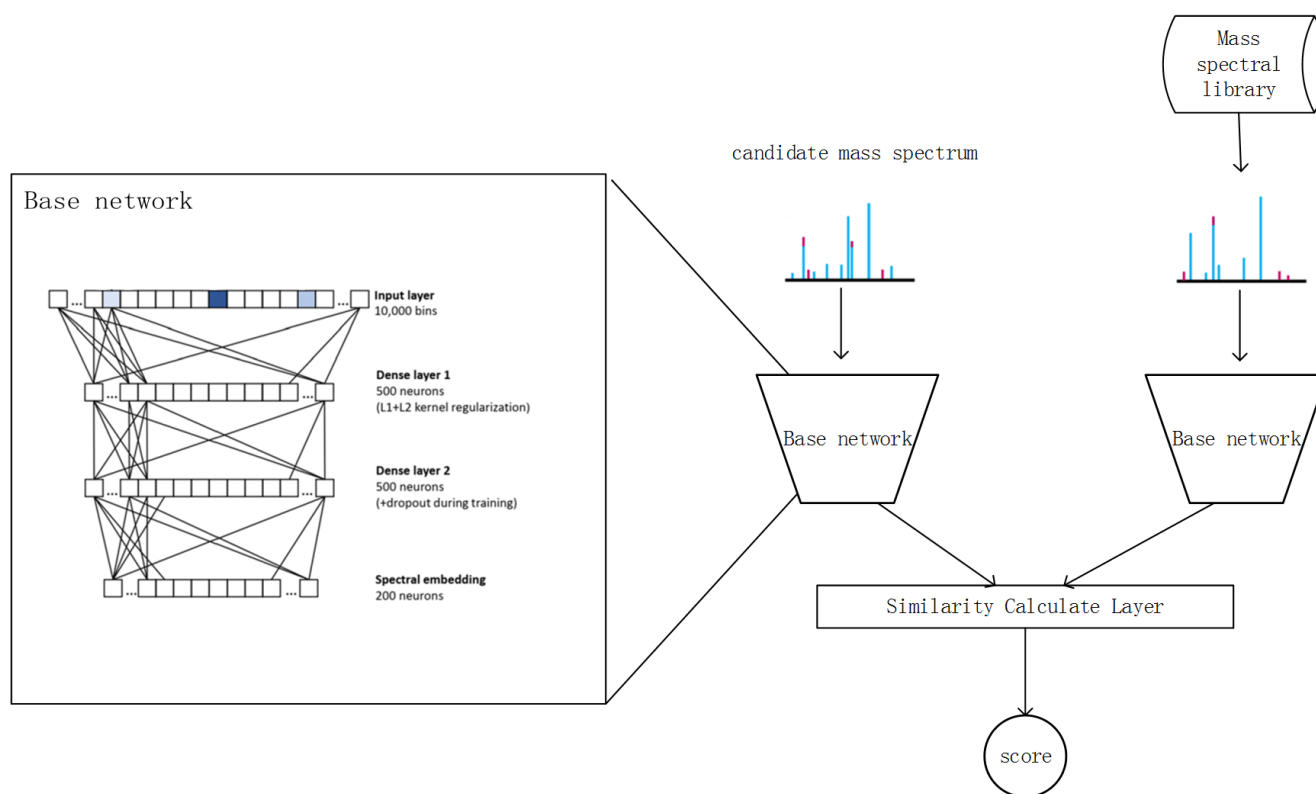 Mass
spectral
library
candidate mass spectrum
Base network
...
...
Input layer
10,000 bins
Dense layer 1
500 neurons
(L1+L2 kernel regularization)
...
...
Dense layer 2
500 neurons
(+dropout during training)
...
...
Spectral embedding
200 neurons
...
...
Base network
Base network
Similarity Calculate Layer
score